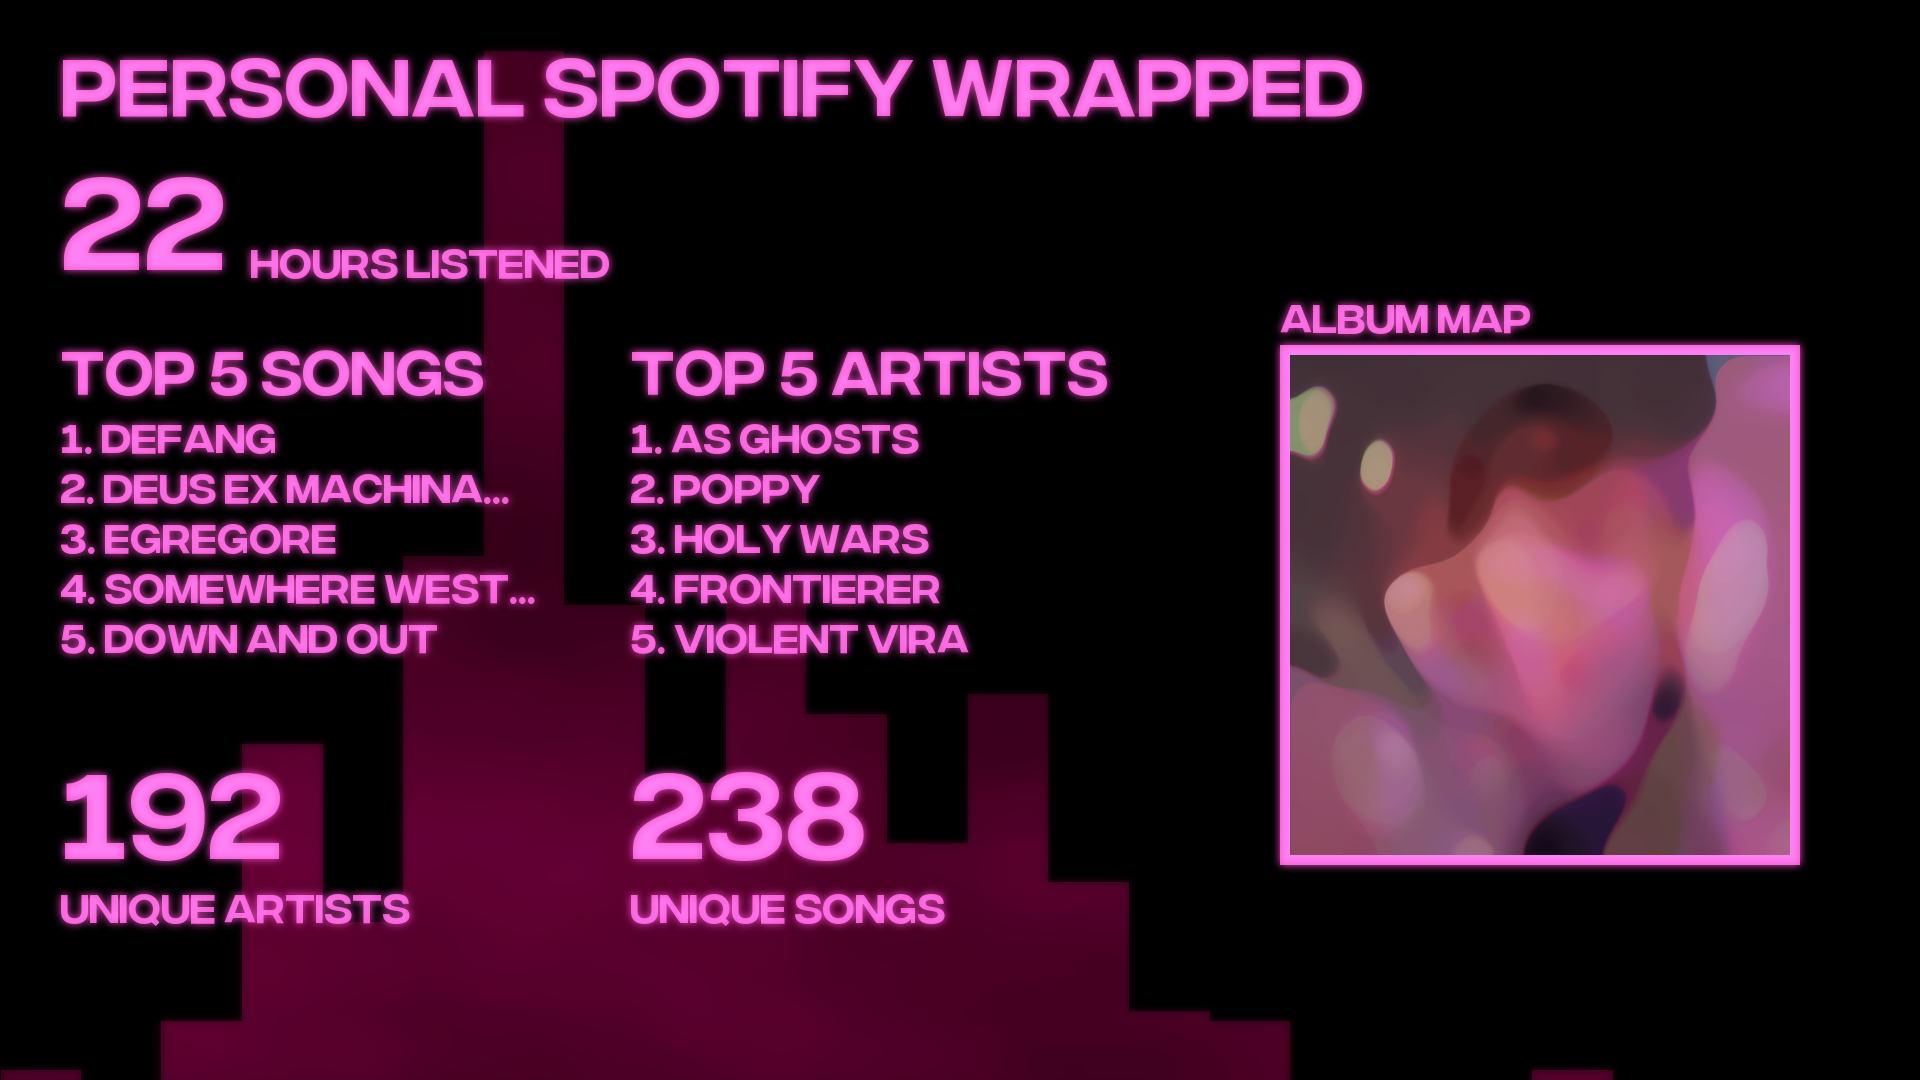 PERSONAL SPOTIFY WRAPPED
22 HOURS LISTENED
TOP 5 SONGS
1. DEFANG
2. DEUS EX MACHINA...
3. EGREGORE
4. SOMEWHERE WEST...
5. DOWN AND OUT
TOP 5 ARTISTS
1. AS GHOSTS
2. POPPY
3. HOLY WARS
4. FRONTIERER
5. VIOLENT VIRA
192
UNIQUE ARTISTS
238
UNIQUE SONGS
ALBUM MAP